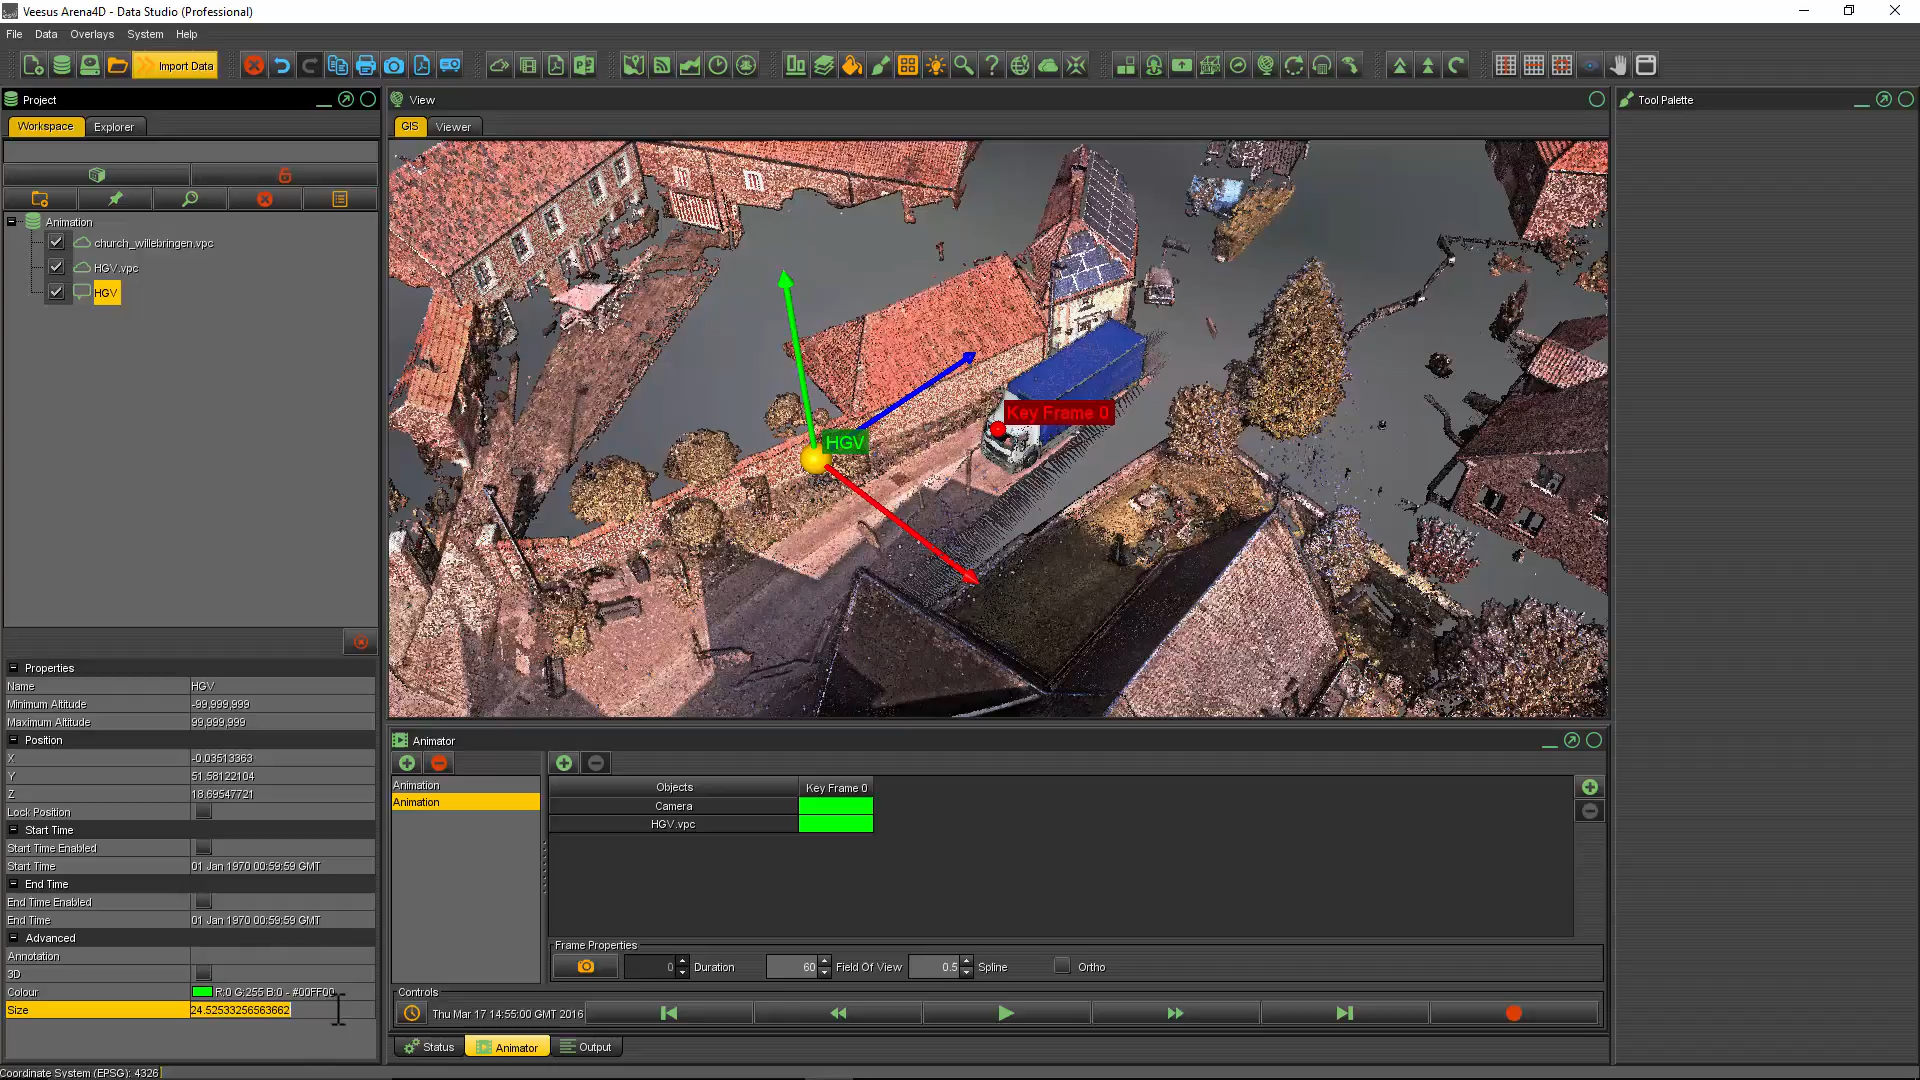 Veesus Arena4D - Data Studio (Professional)
File Data Overlays System Help
Import Data
Project
View
Tool Palette
Workspace Explorer
GIS Viewer
Animation
church_willebringen.vpc
HGV.vpc
HGV
Key Frame 0
HGV
Properties
Name HGV
Minimum Altitude -99,999,999
Maximum Altitude 99,999,999
Position
X -0.03513363
Y 51.58122104
Z 18.69547721
Lock Position
Start Time
Start Time Enabled
Start Time 01 Jan 1970 00:59:59 GMT
End Time
End Time Enabled
End Time 01 Jan 1970 00:59:59 GMT
Advanced
Annotation
3D
Colour R:0 G:255 B:0 - #00FF00
Size 24.52533256563662
Animator
Animation
Animation
Objects Key Frame 0
Camera
HGV.vpc
Frame Properties
0 Duration 60 Field Of View 0.5 Spline Ortho
Controls
Thu Mar 17 14:55:00 GMT 2016
Status Animator Output
Coordinate System (EPSG): 4326